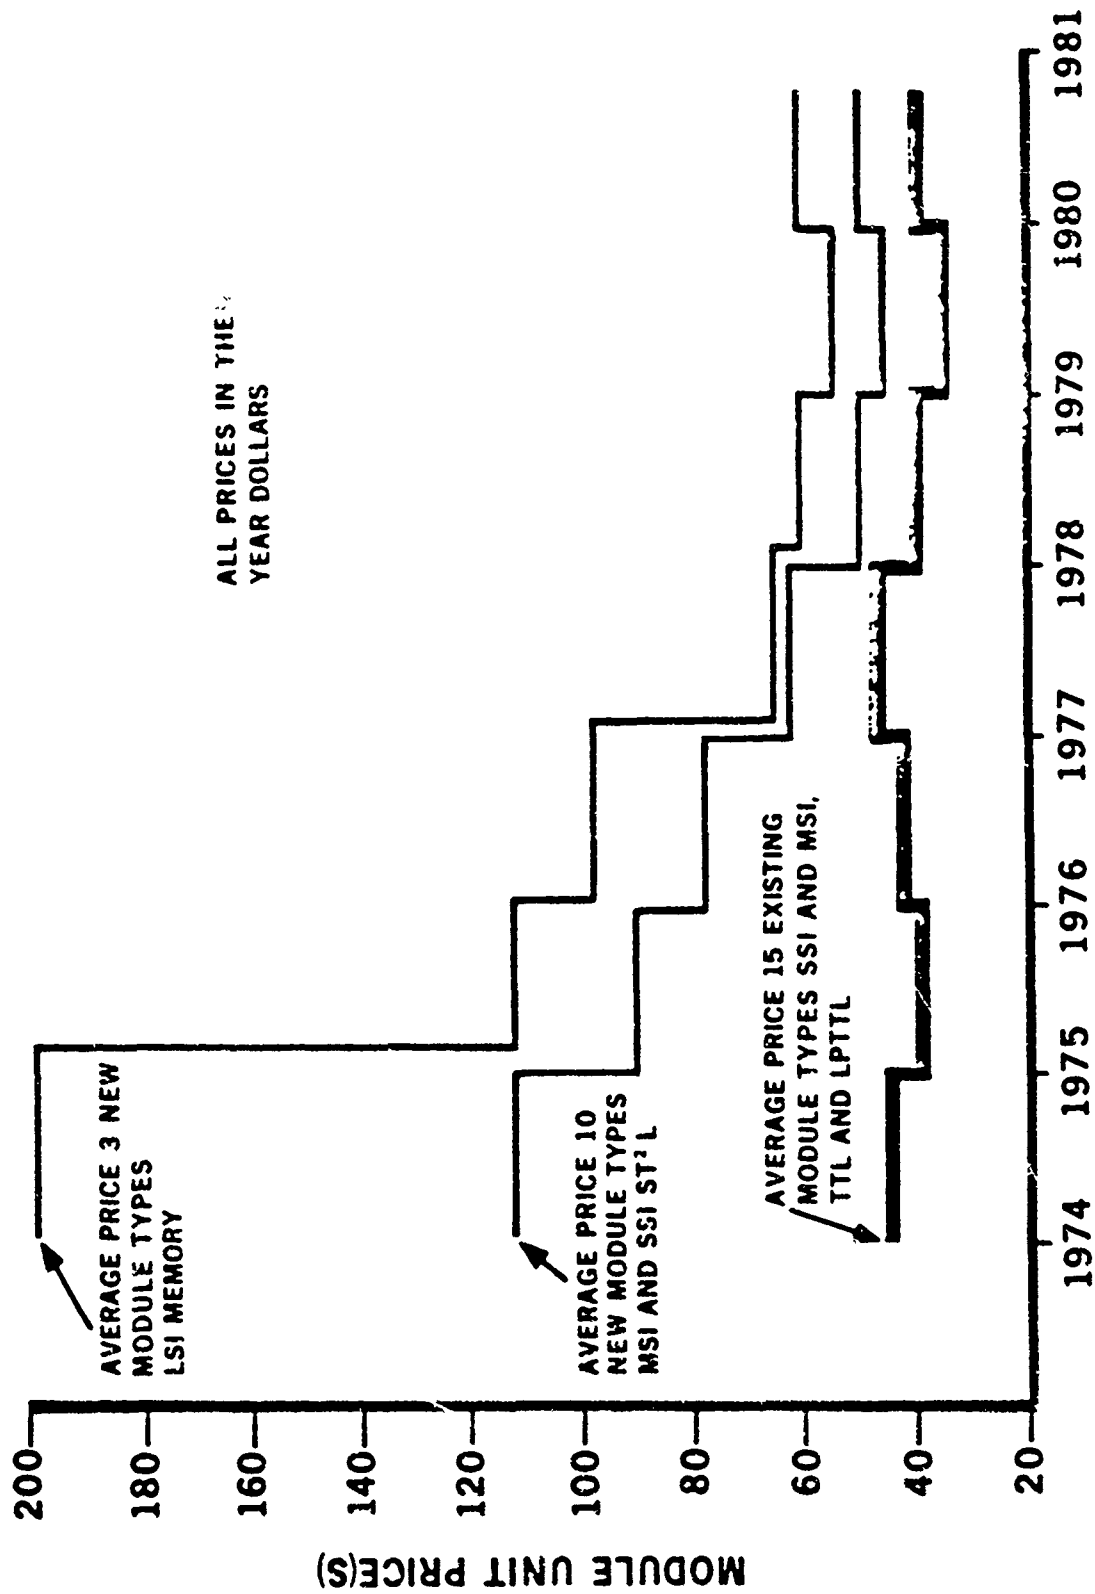 MODULE UNIT PRICE(S)
200
180
160
140
120
100
80
60
40
20
AVERAGE PRICE 3 NEW
MODULE TYPES
LSI MEMORY
AVERAGE PRICE 10
NEW MODULE TYPES
MSI AND SSI ST²L
AVERAGE PRICE 15 EXISTING
MODULE TYPES SSI AND MSI,
TTL AND LPTTL
ALL PRICES IN THE
YEAR DOLLARS
1974
1975
1976
1977
1978
1979
1980
1981